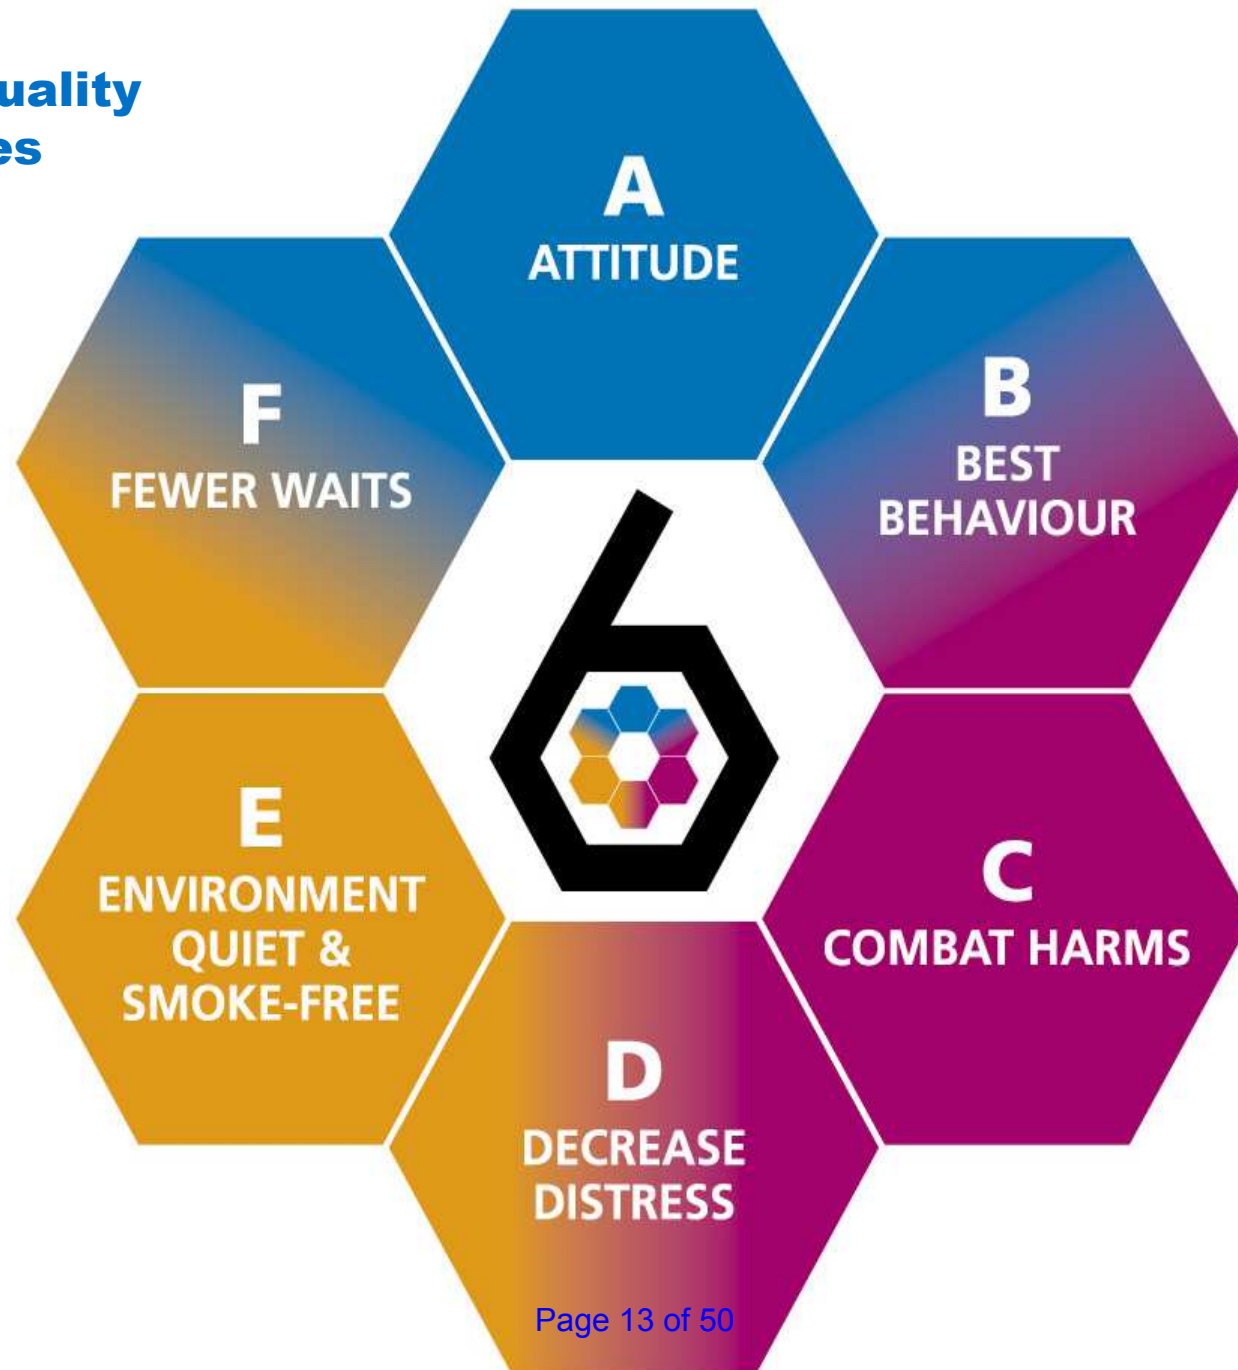 uality
es
A
ATTITUDE
B
BEST
BEHAVIOUR
C
COMBAT HARMS
D
DECREASE
DISTRESS
E
ENVIRONMENT
QUIET &
SMOKE-FREE
F
FEWER WAITS
6
Page 13 of 50